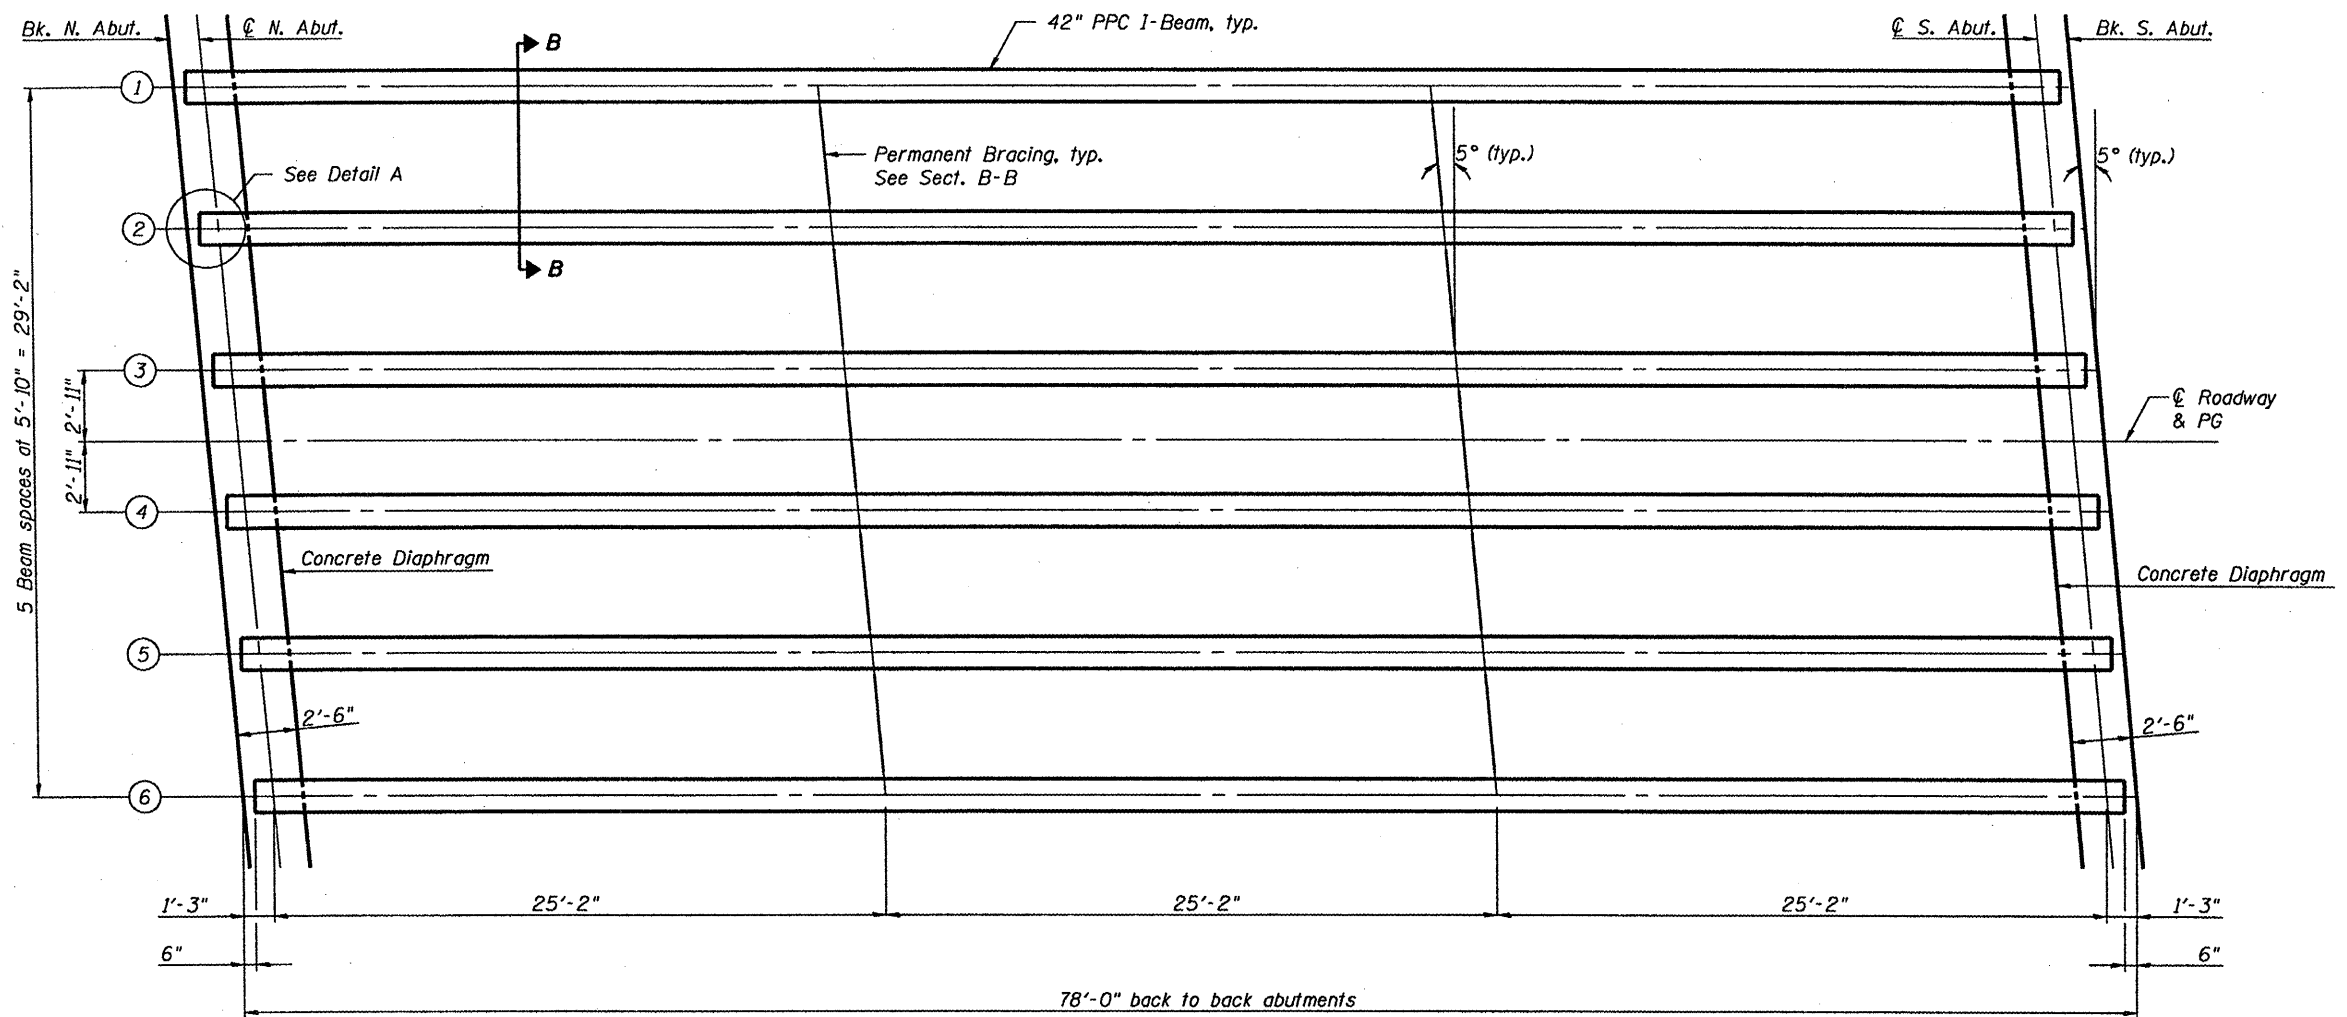 Bk. N. Abut.
℄ N. Abut.
B
42" PPC I-Beam, typ.
℄ S. Abut.
Bk. S. Abut.
1
Permanent Bracing, typ.
See Sect. B-B
5° (typ.)
5° (typ.)
See Detail A
2
B
5 Beam spaces at 5'-10" = 29'-2"
3
2'-11"
2'-11"
℄ Roadway
& PG
4
Concrete Diaphragm
Concrete Diaphragm
5
2'-6"
2'-6"
6
1'-3"
25'-2"
25'-2"
25'-2"
1'-3"
6"
6"
78'-0" back to back abutments